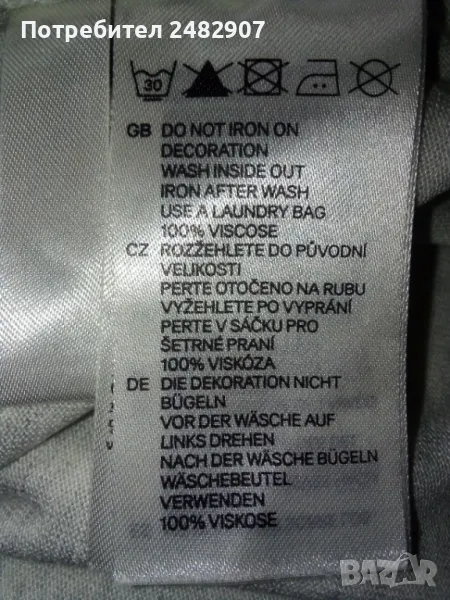 Потребител 2482907
30
GB DO NOT IRON ON
DECORATION
WASH INSIDE OUT
IRON AFTER WASH
USE A LAUNDRY BAG
100% VISCOSE
CZ ROZŽEHLETE DO PŮVODNÍ
VELIKOSTI
PERTE OTOČENO NA RUBU
VYŽEHLETE PO VYPRÁNÍ
PERTE V SÁČKU PRO
ŠETRNÉ PRANÍ
100% VISKÓZA
DE DIE DEKORATION NICHT
BÜGELN
VOR DER WÄSCHE AUF
LINKS DREHEN
NACH DER WÄSCHE BÜGELN
WÄSCHEBEUTEL
VERWENDEN
100% VISKOSE
BAZAR